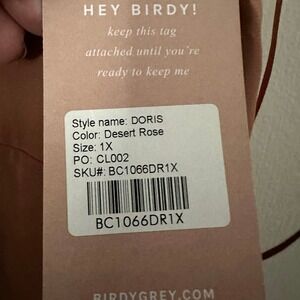 HEY BIRDY!
keep this tag
attached until you're
ready to keep me
Style name: DORIS
Color: Desert Rose
Size: 1X
PO: CL002
SKU#: BC1066DR1X
BC1066DR1X
BIRDYGREY.COM